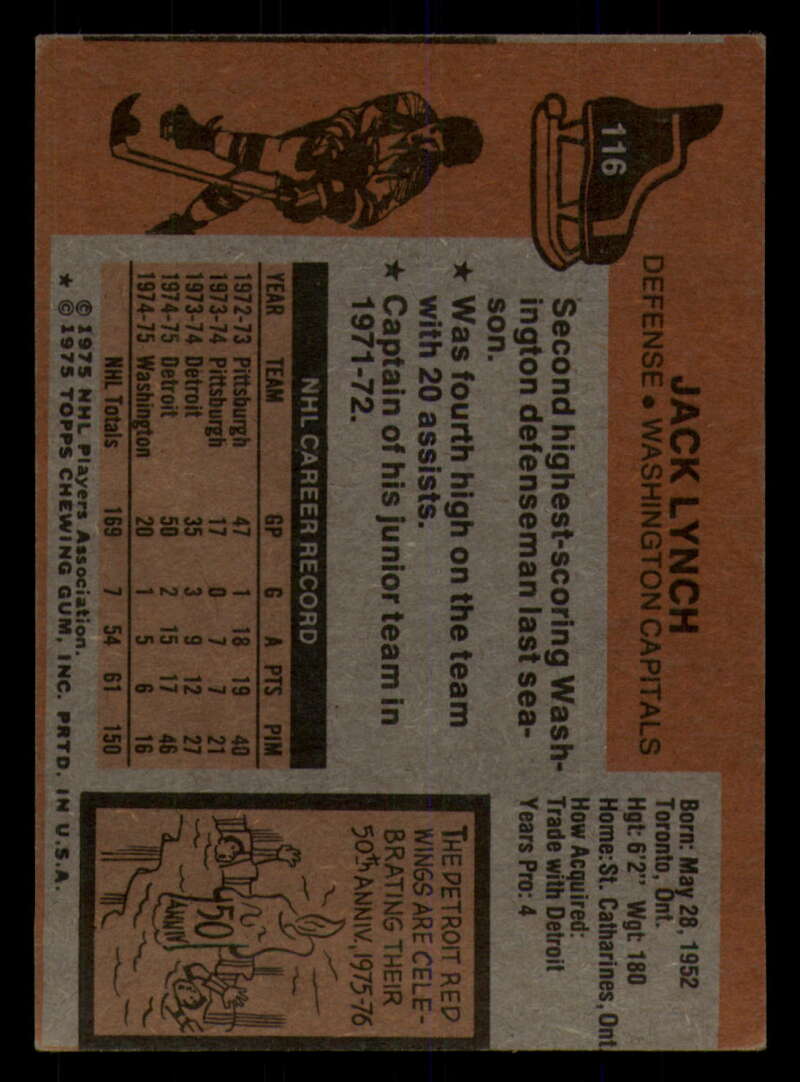 116
JACK LYNCH
DEFENSE • WASHINGTON CAPITALS
Born: May 28, 1952
Toronto, Ont.
Hgt: 6'2" Wgt: 180
Home: St. Catharines, Ont.
How Acquired:
Trade with Detroit
Years Pro: 4
Second highest-scoring Wash-
ington defenseman last sea-
son.
★ Was fourth high on the team
with 20 assists.
★ Captain of his junior team in
1971-72.
NHL CAREER RECORD
YEAR TEAM GP G A PTS PIM
1972-73 Pittsburgh 47 1 18 19 40
1973-74 Pittsburgh 17 0 7 7 21
1973-74 Detroit 35 3 9 12 27
1974-75 Detroit 50 2 15 17 46
1974-75 Washington 20 1 5 6 16
NHL Totals 169 7 54 61 150
THE DETROIT RED
WINGS ARE CELE-
BRATING THEIR
50th ANNIV. 1975-76
50
ANNIV
© 1975 NHL Players Association.
★ © 1975 TOPPS CHEWING GUM, INC. PRTD. IN U.S.A.